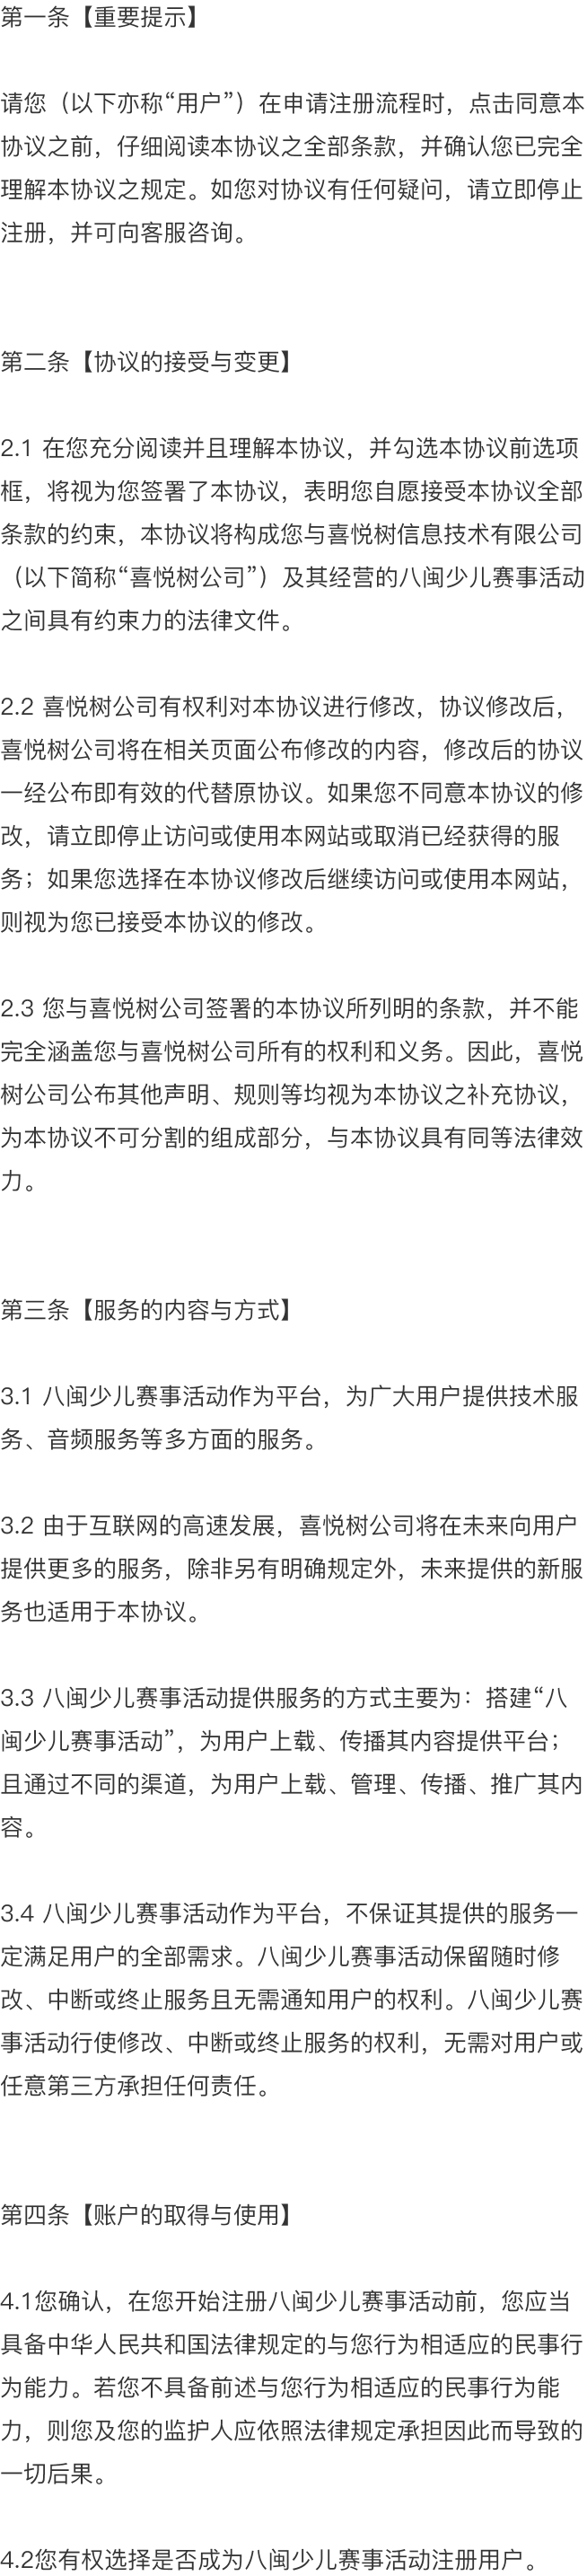 第一条【重要提示】
请您（以下亦称“用户”）在申请注册流程时，点击同意本
协议之前，仔细阅读本协议之全部条款，并确认您已完全
理解本协议之规定。如您对协议有任何疑问，请立即停止
注册，并可向客服咨询。
第二条【协议的接受与变更】
2.1 在您充分阅读并且理解本协议，并勾选本协议前选项
框，将视为您签署了本协议，表明您自愿接受本协议全部
条款的约束，本协议将构成您与喜悦树信息技术有限公司
（以下简称“喜悦树公司”）及其经营的八闽少儿赛事活动
之间具有约束力的法律文件。
2.2 喜悦树公司有权利对本协议进行修改，协议修改后，
喜悦树公司将在相关页面公布修改的内容，修改后的协议
一经公布即有效的代替原协议。如果您不同意本协议的修
改，请立即停止访问或使用本网站或取消已经获得的服
务；如果您选择在本协议修改后继续访问或使用本网站，
则视为您已接受本协议的修改。
2.3 您与喜悦树公司签署的本协议所列明的条款，并不能
完全涵盖您与喜悦树公司所有的权利和义务。因此，喜悦
树公司公布其他声明、规则等均视为本协议之补充协议，
为本协议不可分割的组成部分，与本协议具有同等法律效
力。
第三条【服务的内容与方式】
3.1 八闽少儿赛事活动作为平台，为广大用户提供技术服
务、音频服务等多方面的服务。
3.2 由于互联网的高速发展，喜悦树公司将在未来向用户
提供更多的服务，除非另有明确规定外，未来提供的新服
务也适用于本协议。
3.3 八闽少儿赛事活动提供服务的方式主要为：搭建“八
闽少儿赛事活动”，为用户上载、传播其内容提供平台；
且通过不同的渠道，为用户上载、管理、传播、推广其内
容。
3.4 八闽少儿赛事活动作为平台，不保证其提供的服务一
定满足用户的全部需求。八闽少儿赛事活动保留随时修
改、中断或终止服务且无需通知用户的权利。八闽少儿赛
事活动行使修改、中断或终止服务的权利，无需对用户或
任意第三方承担任何责任。
第四条【账户的取得与使用】
4.1您确认，在您开始注册八闽少儿赛事活动前，您应当
具备中华人民共和国法律规定的与您行为相适应的民事行
为能力。若您不具备前述与您行为相适应的民事行为能
力，则您及您的监护人应依照法律规定承担因此而导致的
一切后果。
4.2您有权选择是否成为八闽少儿赛事活动注册用户。